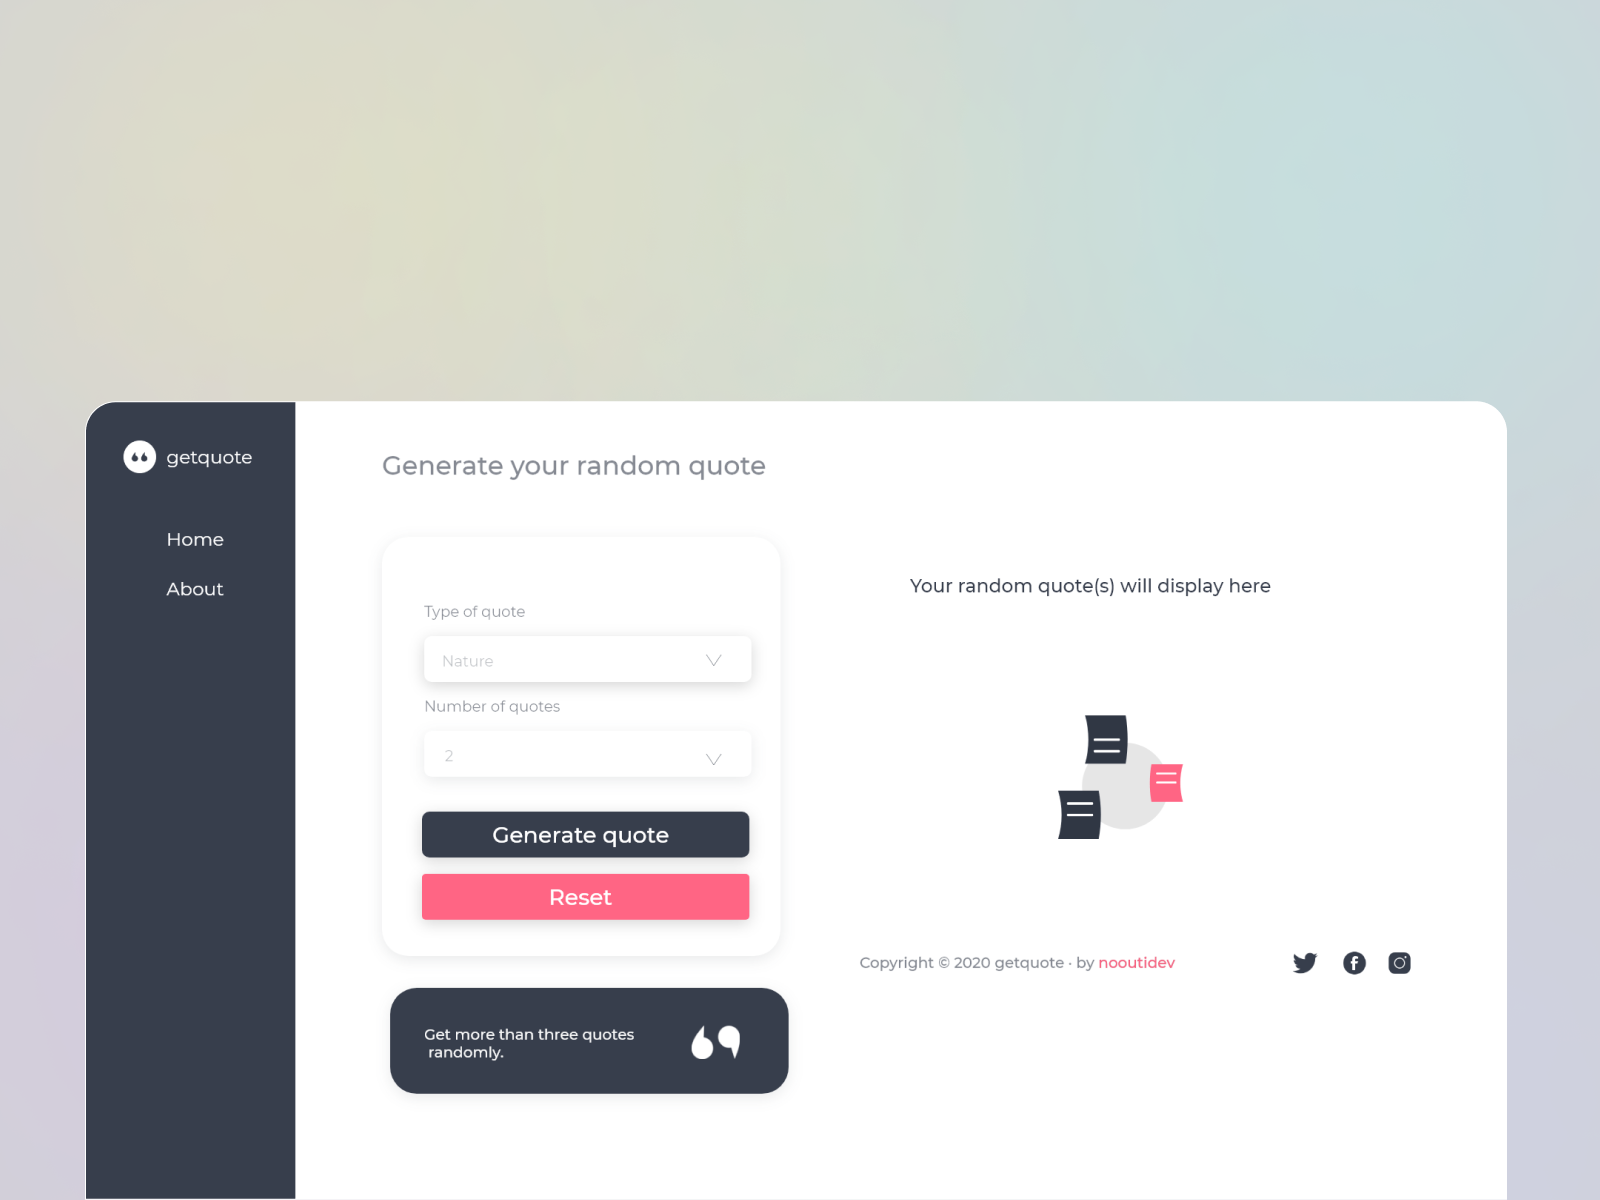 getquote
Home
About
Generate your random quote
Type of quote
Nature
Number of quotes
2
Generate quote
Reset
Get more than three quotes
randomly.
Your random quote(s) will display here
Copyright © 2020 getquote · by nooutidev